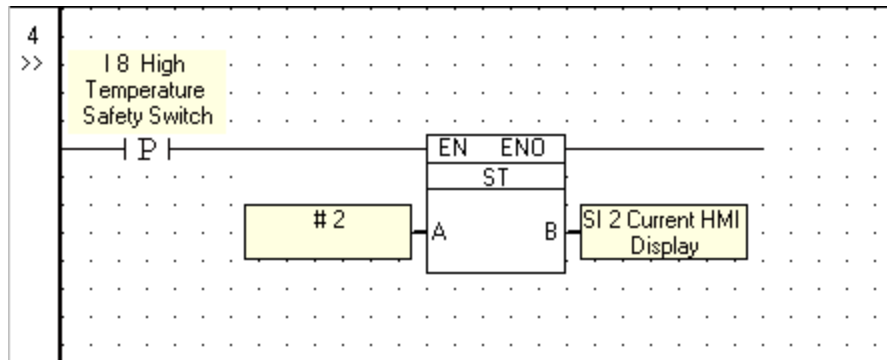 4
>>
I 8 High
Temperature
Safety Switch
P
EN ENO
ST
# 2
A
B
SI 2 Current HMI
Display